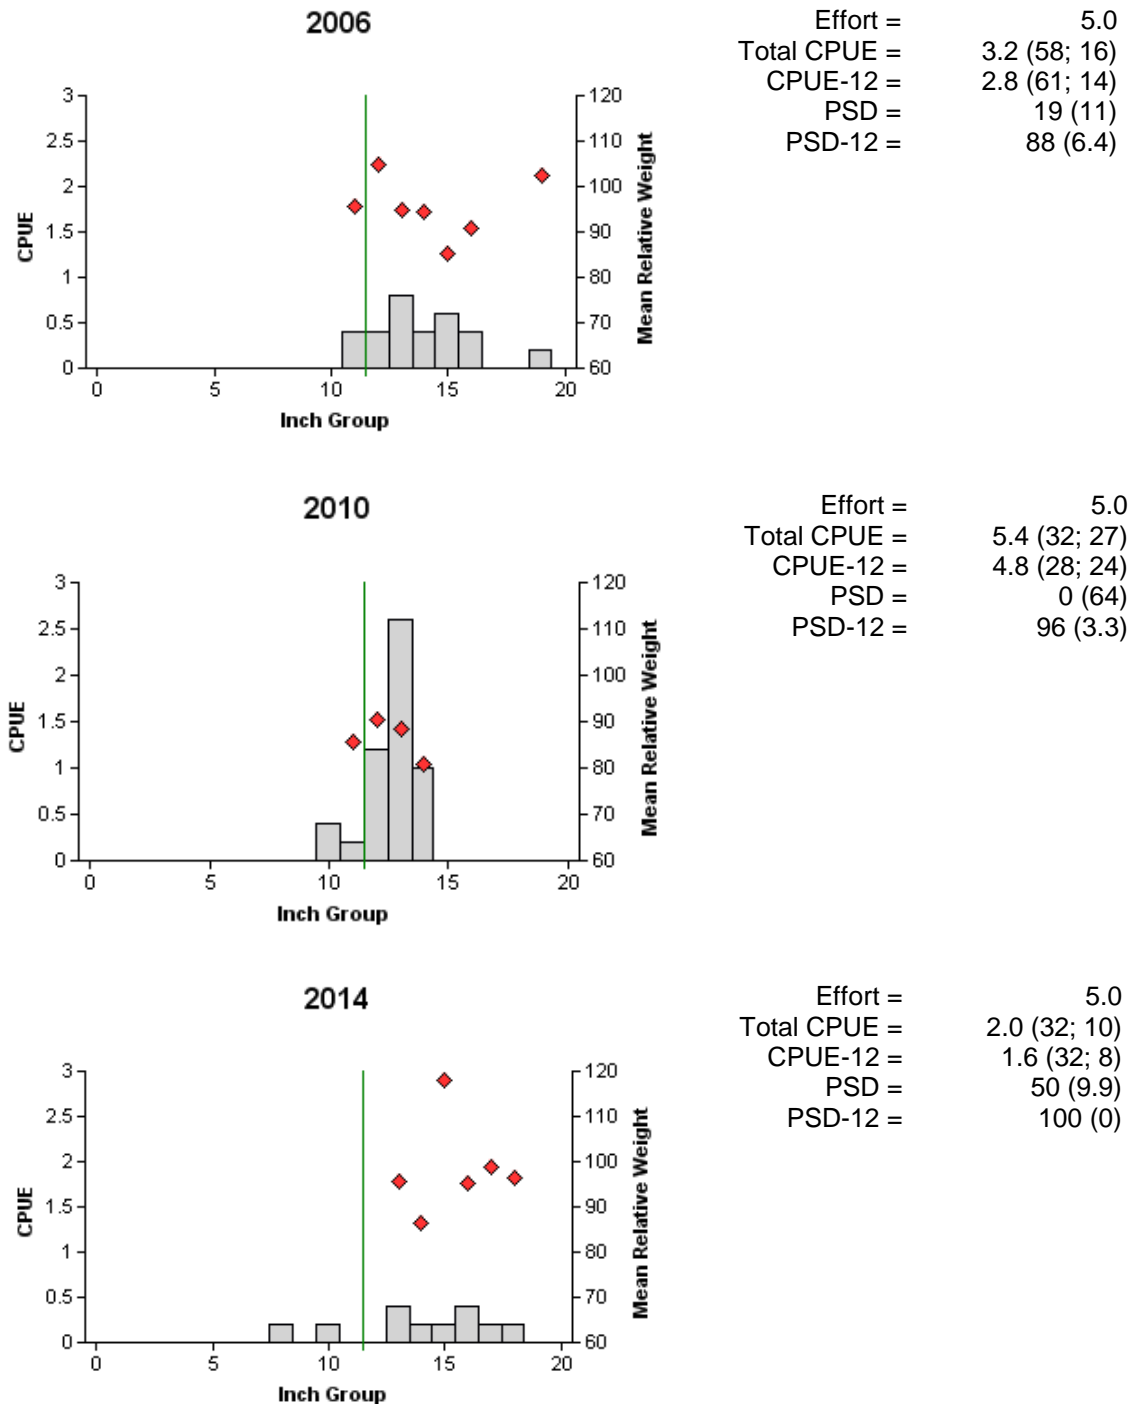 2006
Effort = 5.0
Total CPUE = 3.2 (58; 16)
CPUE-12 = 2.8 (61; 14)
PSD = 19 (11)
PSD-12 = 88 (6.4)
3 120
2.5 110
2 100
1.5 90
1 80
0.5 70
0 60
CPUE
Mean Relative Weight
0 5 10 15 20
Inch Group
2010
Effort = 5.0
Total CPUE = 5.4 (32; 27)
CPUE-12 = 4.8 (28; 24)
PSD = 0 (64)
PSD-12 = 96 (3.3)
3 120
2.5 110
2 100
1.5 90
1 80
0.5 70
0 60
CPUE
Mean Relative Weight
0 5 10 15 20
Inch Group
2014
Effort = 5.0
Total CPUE = 2.0 (32; 10)
CPUE-12 = 1.6 (32; 8)
PSD = 50 (9.9)
PSD-12 = 100 (0)
3 120
2.5 110
2 100
1.5 90
1 80
0.5 70
0 60
CPUE
Mean Relative Weight
0 5 10 15 20
Inch Group